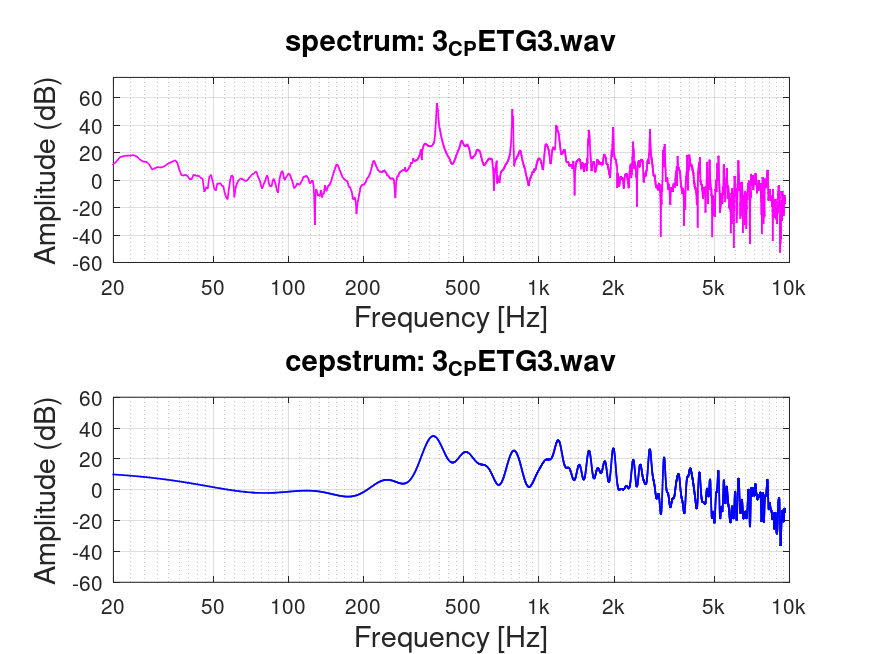 spectrum: 3CPETG3.wav
Amplitude (dB)
60
40
20
0
-20
-40
-60
20 50 100 200 500 1k 2k 5k 10k
Frequency [Hz]
cepstrum: 3CPETG3.wav
Amplitude (dB)
60
40
20
0
-20
-40
-60
20 50 100 200 500 1k 2k 5k 10k
Frequency [Hz]